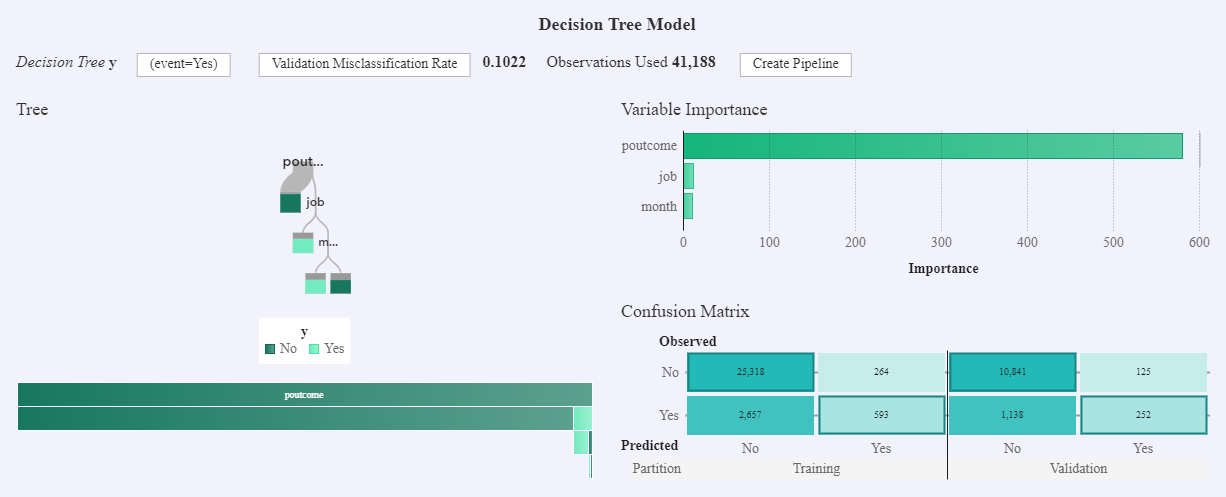 Decision Tree Model
Decision Tree y (event=Yes) Validation Misclassification Rate 0.1022 Observations Used 41,188 Create Pipeline
Tree
pout...
job
m...
y
No Yes
poutcome
Variable Importance
poutcome
job
month
0 100 200 300 400 500 600
Importance
Confusion Matrix
Observed
No 25,318 264 10,841 125
Yes 2,657 593 1,138 252
Predicted No Yes No Yes
Partition Training Validation